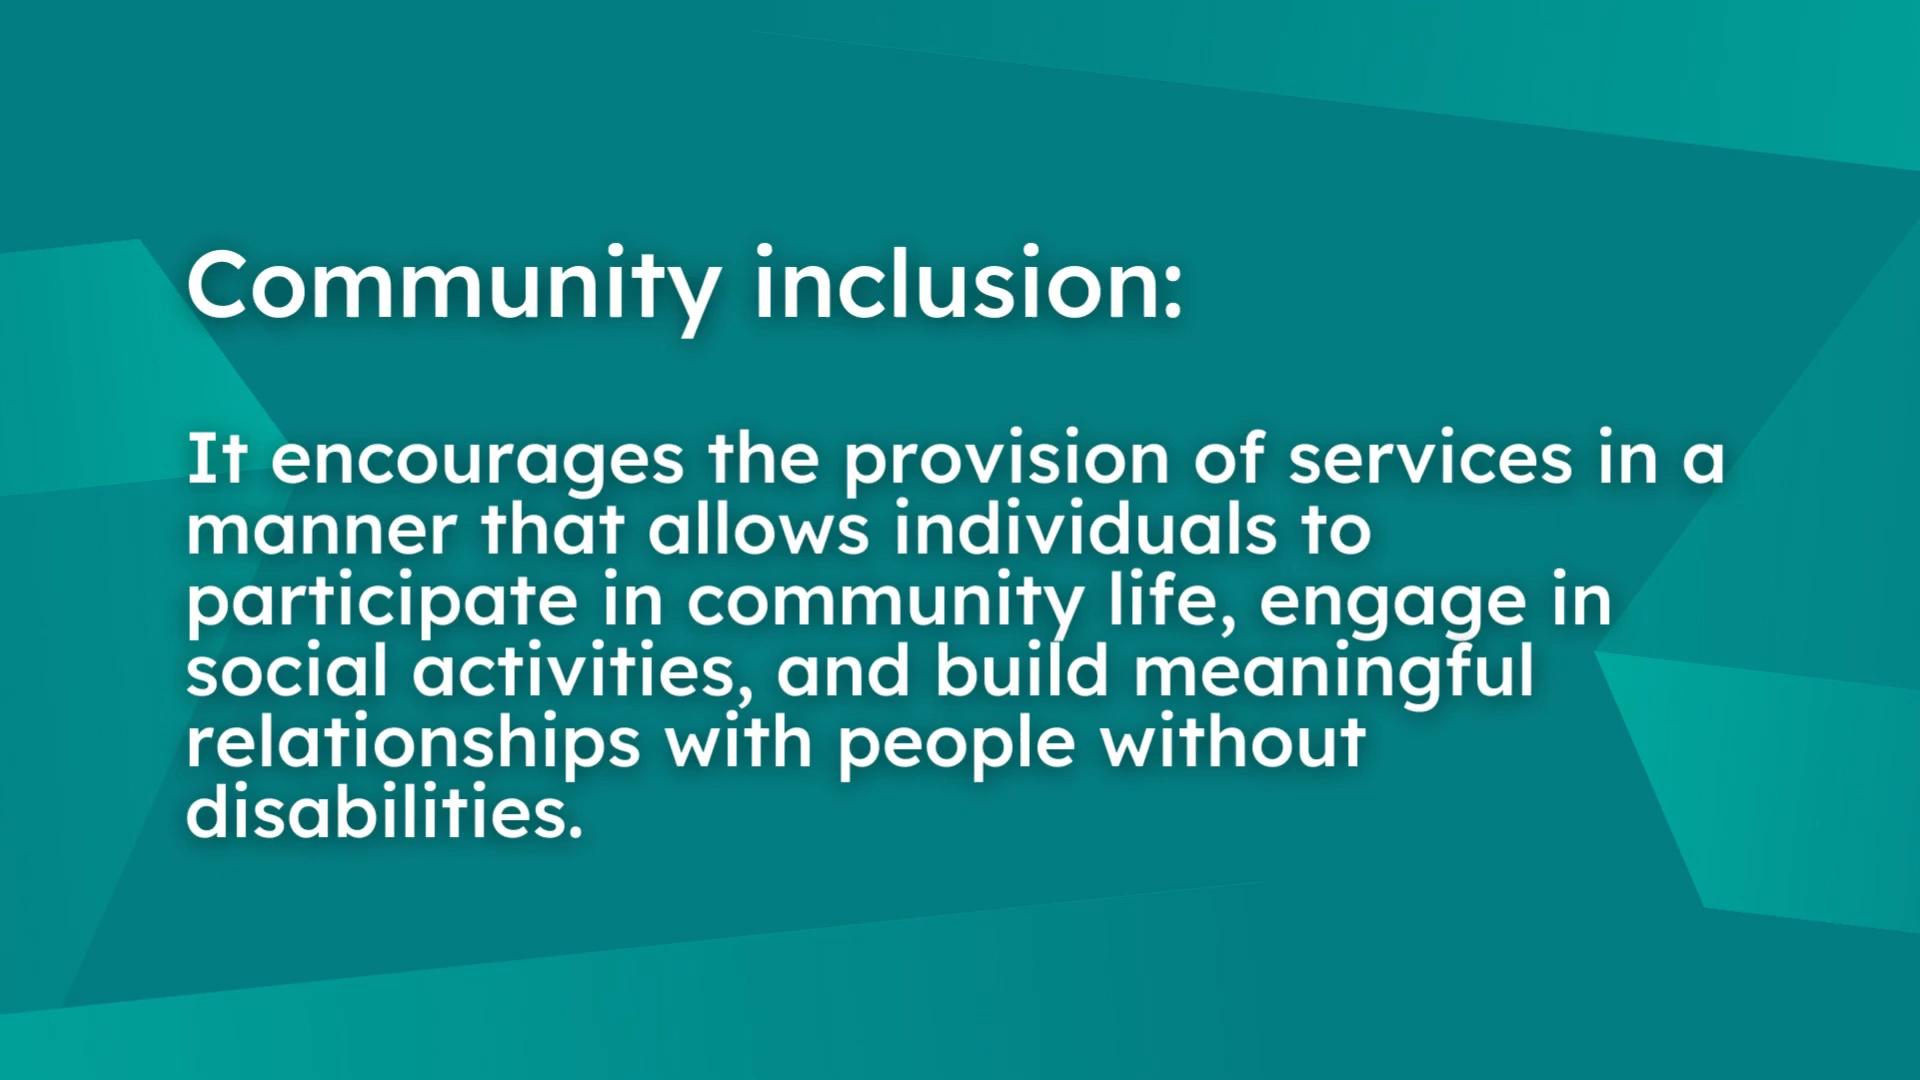 Community inclusion:
It encourages the provision of services in a
manner that allows individuals to
participate in community life, engage in
social activities, and build meaningful
relationships with people without
disabilities.